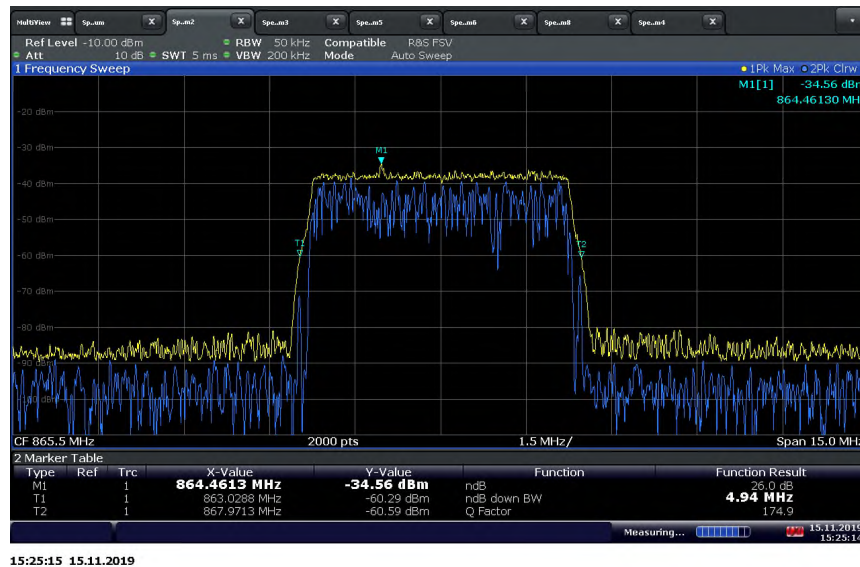 MultiView Sp..um X Sp..m2 X Spe..m3 X Spe..m5 X Spe..m6 X Spe..m8 X Spe..m4 X
Ref Level -10.00 dBm RBW 50 kHz Compatible R&S FSV
Att 10 dB SWT 5 ms VBW 200 kHz Mode Auto Sweep
1 Frequency Sweep 1Pk Max 2Pk Clrw
M1[1] -34.56 dBm
864.46130 MH
-20 dBm
-30 dBm
M1
-40 dBm
-50 dBm
T1 T2
-60 dBm
-70 dBm
-80 dBm
-90 dBm
-100 dBm
CF 865.5 MHz 2000 pts 1.5 MHz/ Span 15.0 MHz
2 Marker Table
Type Ref Trc X-Value Y-Value Function Function Result
M1 1 864.4613 MHz -34.56 dBm ndB 26.0 dB
T1 1 863.0288 MHz -60.29 dBm ndB down BW 4.94 MHz
T2 1 867.9713 MHz -60.59 dBm Q Factor 174.9
Measuring... 15.11.2019
15:25:14
15:25:15 15.11.2019